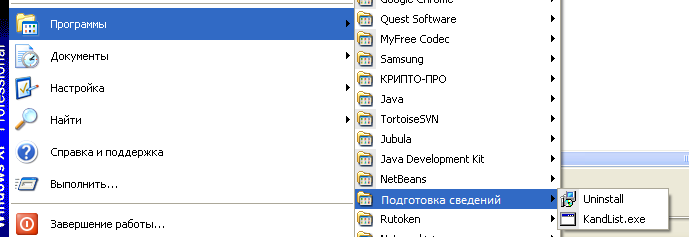 Windows XP Professional
Программы
Документы
Настройка
Найти
Справка и поддержка
Выполнить...
Завершение работы...
Google Chrome
Quest Software
MyFree Codec
Samsung
КРИПТО-ПРО
Java
TortoiseSVN
Jubula
Java Development Kit
NetBeans
Подготовка сведений
Rutoken
Uninstall
KandList.exe